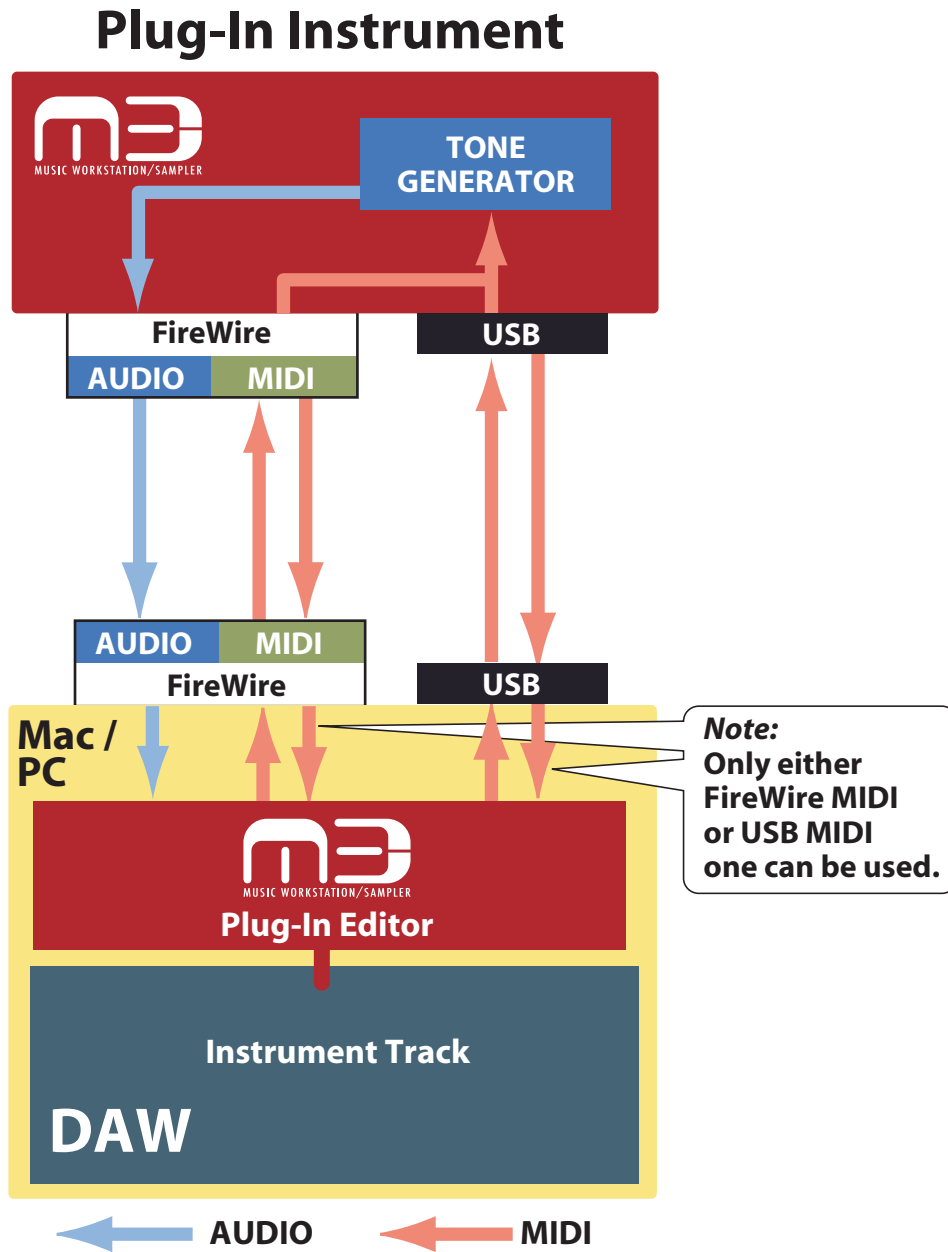 Plug-In Instrument
M3
MUSIC WORKSTATION/SAMPLER
TONE
GENERATOR
FireWire
USB
AUDIO MIDI
AUDIO MIDI
FireWire
USB
Mac /
PC
Note:
Only either
FireWire MIDI
or USB MIDI
one can be used.
M3
MUSIC WORKSTATION/SAMPLER
Plug-In Editor
Instrument Track
DAW
AUDIO MIDI